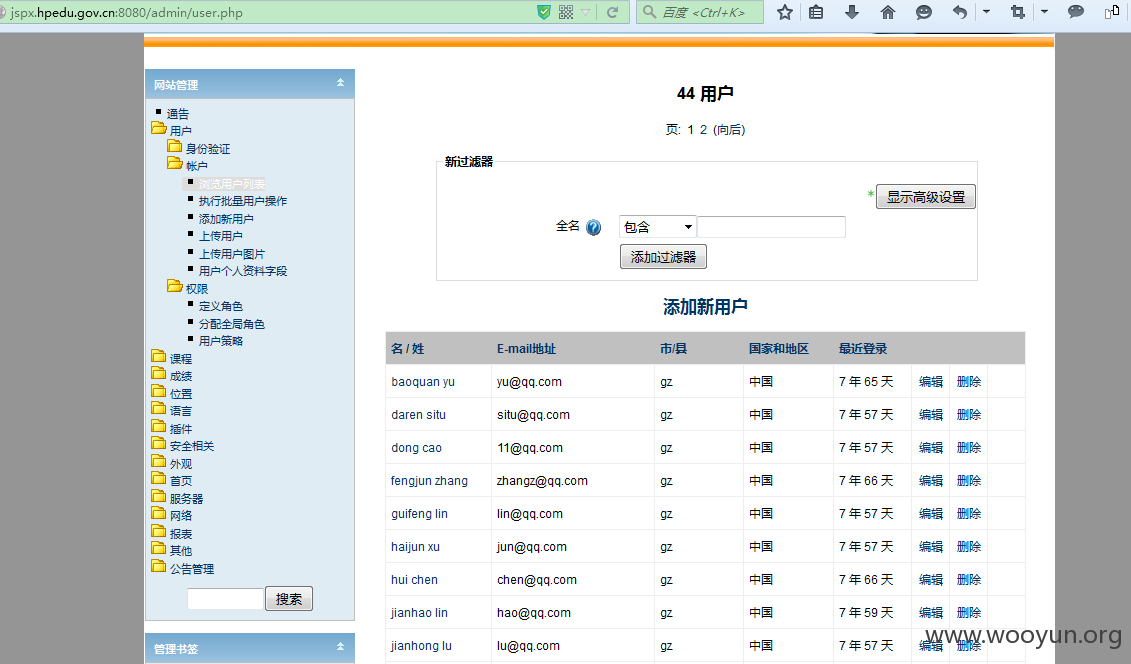 jspx.hpedu.gov.cn:8080/admin/user.php
百度 <Ctrl+K>
网站管理
通告
用户
身份验证
帐户
浏览用户列表
执行批量用户操作
添加新用户
上传用户
上传用户图片
用户个人资料字段
权限
定义角色
分配全局角色
用户策略
课程
成绩
位置
语言
插件
安全相关
外观
首页
服务器
网络
报表
其他
公告管理
搜索
管理书签
44 用户
页: 1 2 (向后)
新过滤器
* 显示高级设置
全名 ? 包含
添加过滤器
添加新用户
名 / 姓 E-mail地址 市/县 国家和地区 最近登录
baoquan yu yu@qq.com gz 中国 7 年 65 天 编辑 删除
daren situ situ@qq.com gz 中国 7 年 57 天 编辑 删除
dong cao 11@qq.com gz 中国 7 年 57 天 编辑 删除
fengjun zhang zhangz@qq.com gz 中国 7 年 66 天 编辑 删除
guifeng lin lin@qq.com gz 中国 7 年 57 天 编辑 删除
haijun xu jun@qq.com gz 中国 7 年 57 天 编辑 删除
hui chen chen@qq.com gz 中国 7 年 66 天 编辑 删除
jianhao lin hao@qq.com gz 中国 7 年 59 天 编辑 删除
jianhong lu lu@qq.com gz 中国 7 年 57 天 编辑 删除
www.wooyun.org